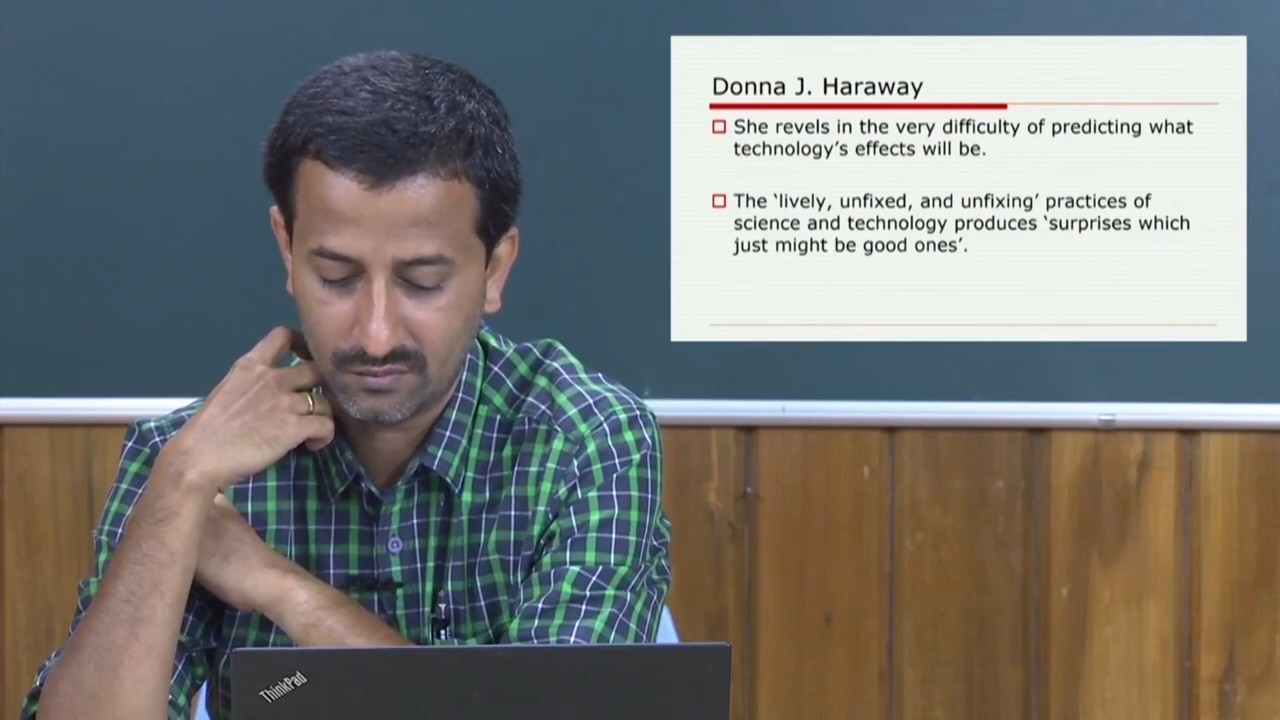 Donna J. Haraway
She revels in the very difficulty of predicting what
technology's effects will be.
The ‘lively, unfixed, and unfixing’ practices of
science and technology produces ‘surprises which
just might be good ones’.
ThinkPad